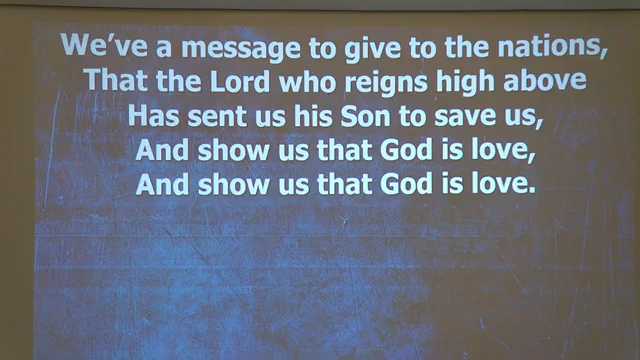 We've a message to give to the nations,
That the Lord who reigns high above
Has sent us his Son to save us,
And show us that God is love,
And show us that God is love.